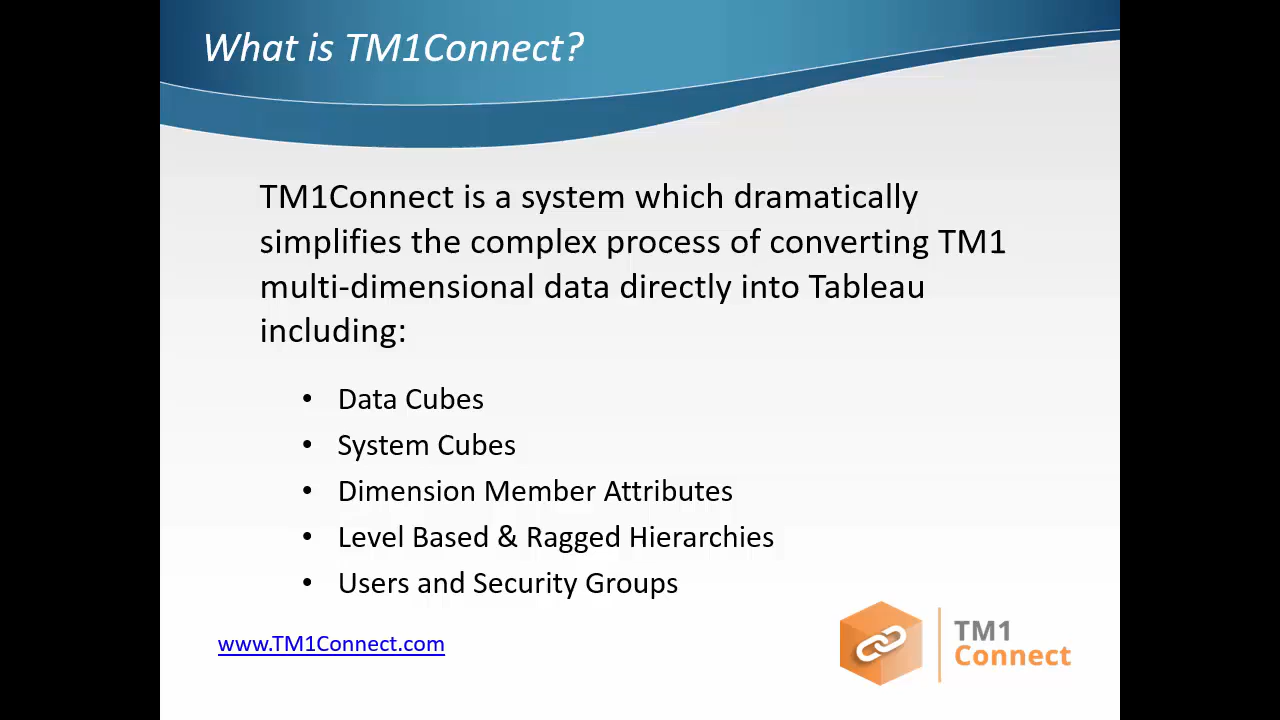 What is TM1Connect?
TM1Connect is a system which dramatically
simplifies the complex process of converting TM1
multi-dimensional data directly into Tableau
including:
• Data Cubes
• System Cubes
• Dimension Member Attributes
• Level Based & Ragged Hierarchies
• Users and Security Groups
www.TM1Connect.com
TM1
Connect